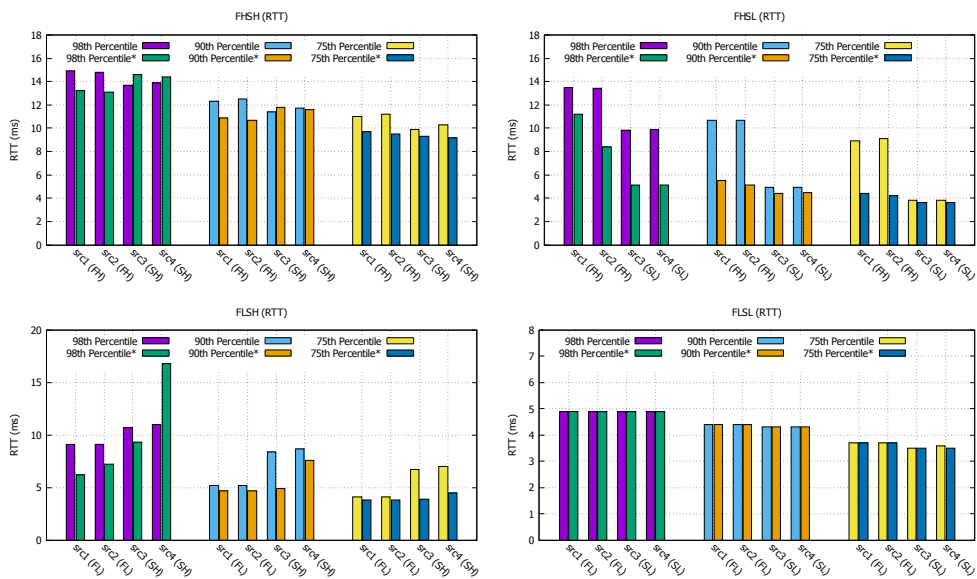 FHSH (RTT)
98th Percentile 90th Percentile 75th Percentile
98th Percentile* 90th Percentile* 75th Percentile*
RTT (ms)
18
16
14
12
10
8
6
4
2
0
src1 (FH) src2 (FH) src3 (SH) src4 (SH) src1 (FH) src2 (FH) src3 (SH) src4 (SH) src1 (FH) src2 (FH) src3 (SH) src4 (SH)
FHSL (RTT)
98th Percentile 90th Percentile 75th Percentile
98th Percentile* 90th Percentile* 75th Percentile*
RTT (ms)
18
16
14
12
10
8
6
4
2
0
src1 (FH) src2 (FH) src3 (SL) src4 (SL) src1 (FH) src2 (FH) src3 (SL) src4 (SL) src1 (FH) src2 (FH) src3 (SL) src4 (SL)
FLSH (RTT)
98th Percentile 90th Percentile 75th Percentile
98th Percentile* 90th Percentile* 75th Percentile*
RTT (ms)
20
15
10
5
0
src1 (FL) src2 (FL) src3 (SH) src4 (SH) src1 (FL) src2 (FL) src3 (SH) src4 (SH) src1 (FL) src2 (FL) src3 (SH) src4 (SH)
FLSL (RTT)
98th Percentile 90th Percentile 75th Percentile
98th Percentile* 90th Percentile* 75th Percentile*
RTT (ms)
8
7
6
5
4
3
2
1
0
src1 (FL) src2 (FL) src3 (SL) src4 (SL) src1 (FL) src2 (FL) src3 (SL) src4 (SL) src1 (FL) src2 (FL) src3 (SL) src4 (SL)